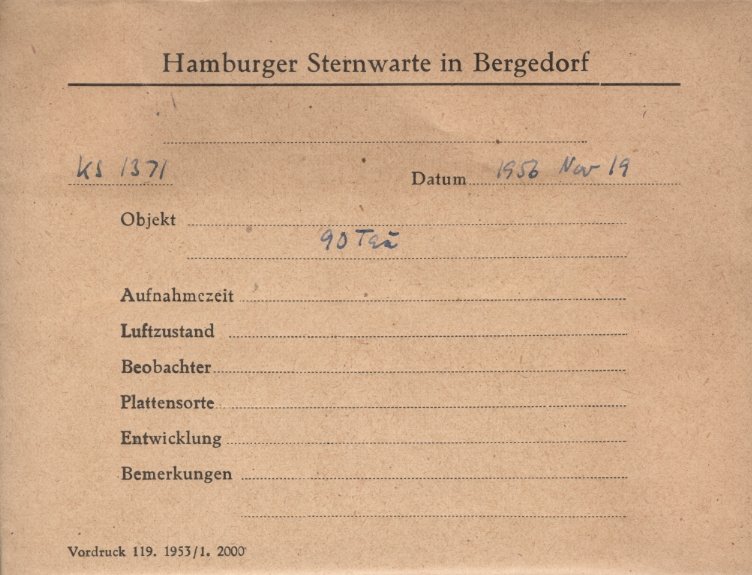 Hamburger Sternwarte in Bergedorf
KS 1371 Datum 1956 Nov 19
Objekt
90 Tau
Aufnahmezeit
Luftzustand
Beobachter
Plattensorte
Entwicklung
Bemerkungen
Vordruck 119. 1953/1. 2000